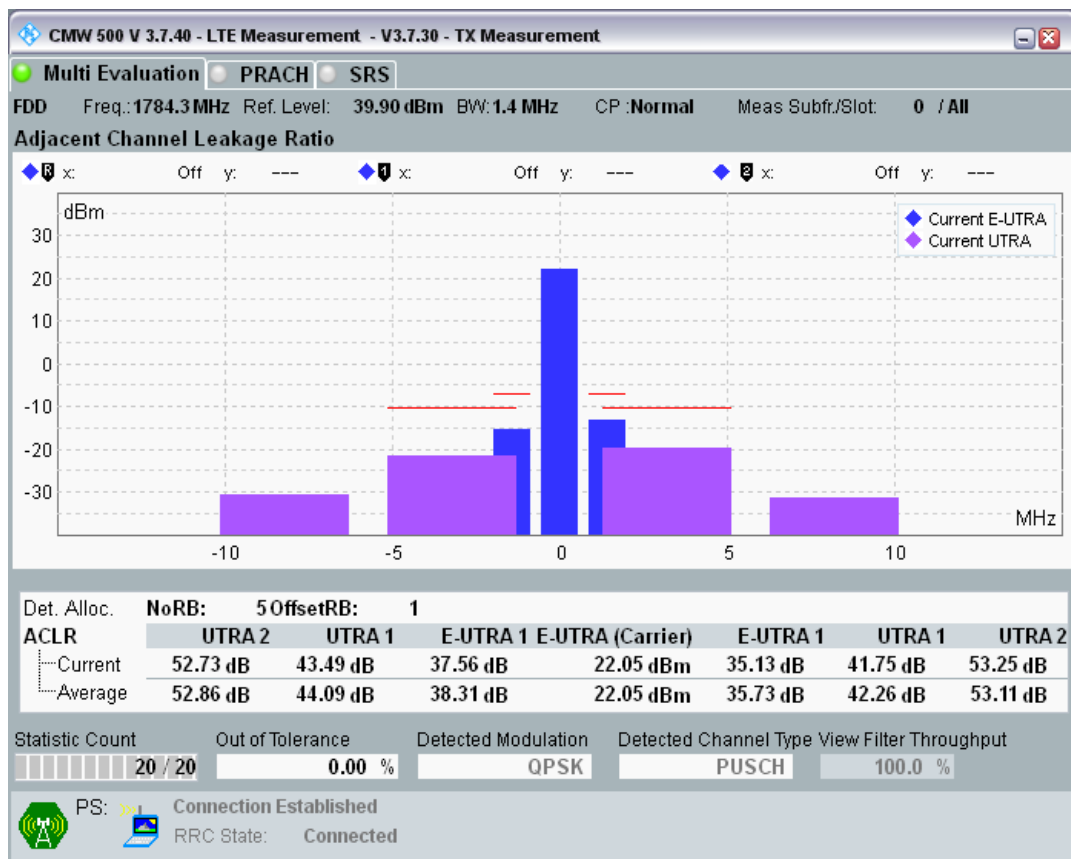 CMW 500 V 3.7.40 - LTE Measurement - V3.7.30 - TX Measurement
Multi Evaluation PRACH SRS
FDD Freq.: 1784.3 MHz Ref. Level: 39.90 dBm BW: 1.4 MHz CP :Normal Meas Subfr./Slot: 0 / All
Adjacent Channel Leakage Ratio
R x: Off y: --- 1 x: Off y: --- 2 x: Off y: ---
dBm
Current E-UTRA
Current UTRA
30
20
10
0
-10
-20
-30
MHz
-10 -5 0 5 10
Det. Alloc. NoRB: 5 OffsetRB: 1
ACLR UTRA 2 UTRA 1 E-UTRA 1 E-UTRA (Carrier) E-UTRA 1 UTRA 1 UTRA 2
Current 52.73 dB 43.49 dB 37.56 dB 22.05 dBm 35.13 dB 41.75 dB 53.25 dB
Average 52.86 dB 44.09 dB 38.31 dB 22.05 dBm 35.73 dB 42.26 dB 53.11 dB
Statistic Count Out of Tolerance Detected Modulation Detected Channel Type View Filter Throughput
20 / 20 0.00 % QPSK PUSCH 100.0 %
PS: Connection Established
RRC State: Connected